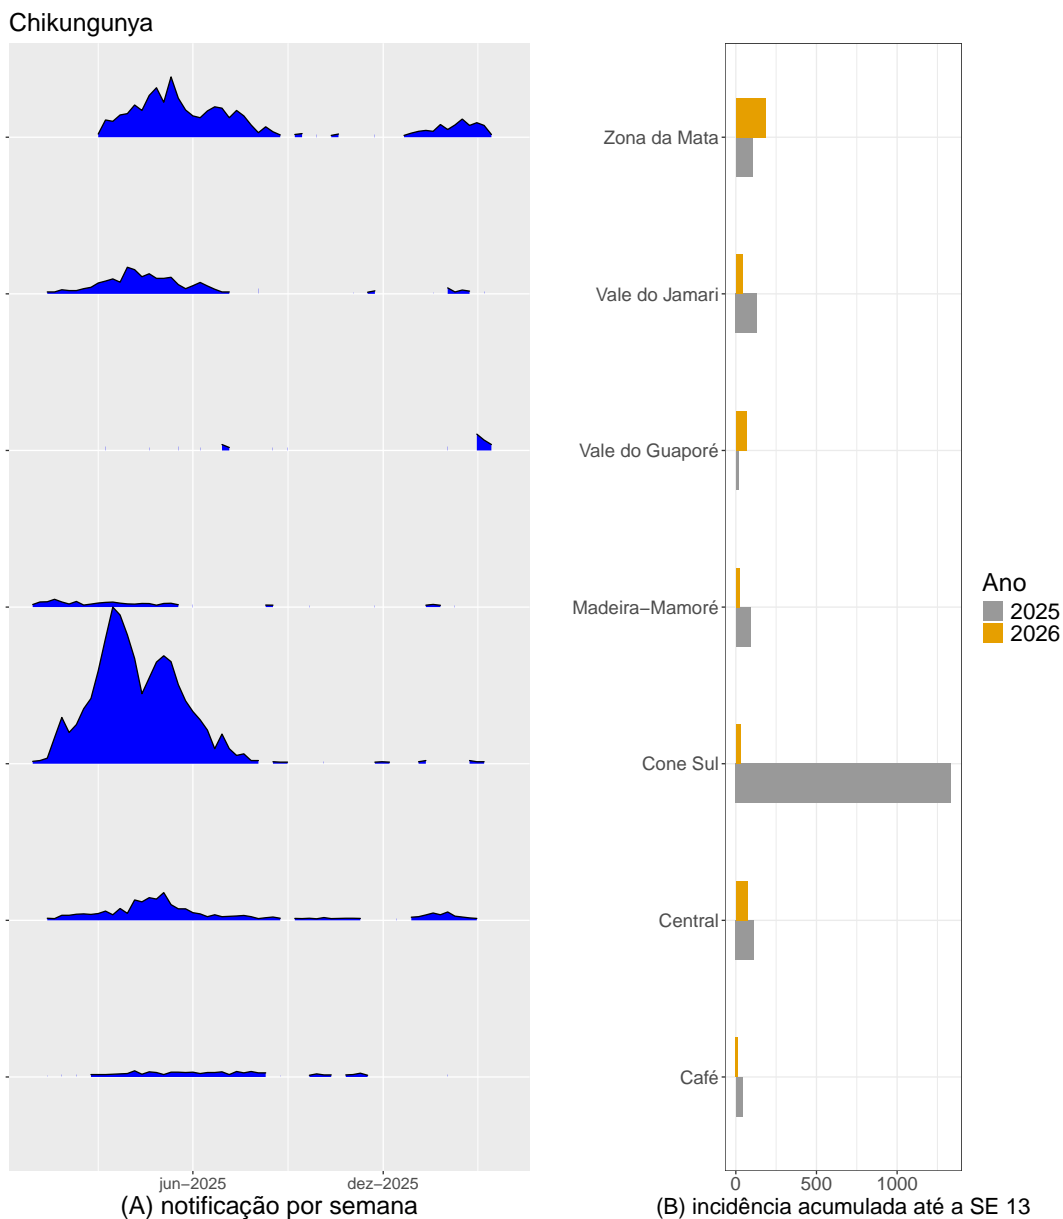 Chikungunya
Zona da Mata
Vale do Jamari
Vale do Guaporé
Madeira−Mamoré
Cone Sul
Central
Café
jun−2025
dez−2025
(A) notificação por semana
0
500
1000
(B) incidência acumulada até a SE 13
Ano
2025
2026